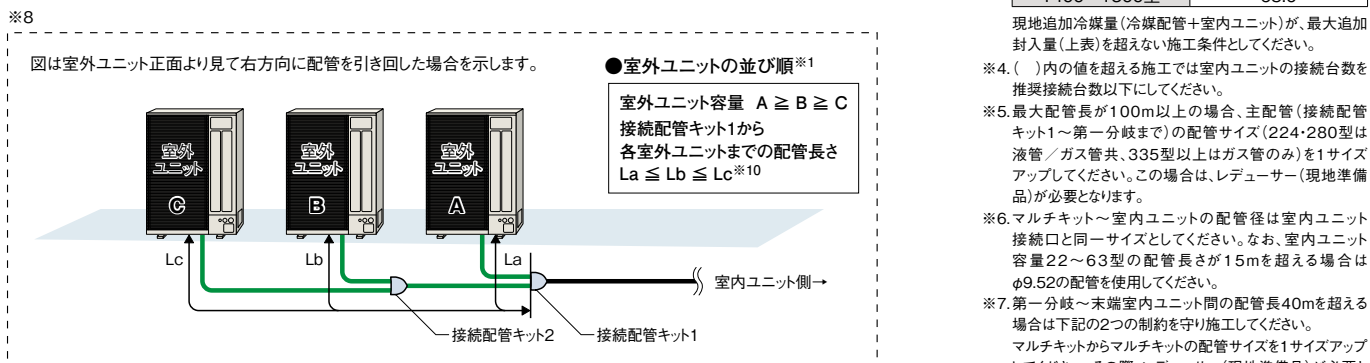 ※8
図は室外ユニット正面より見て右方向に配管を引き回した場合を示します。
●室外ユニットの並び順※1
室外ユニット容量 A ≧ B ≧ C
接続配管キット1から
各室外ユニットまでの配管長さ
La ≦ Lb ≦ Lc※10
室外
ユニット
C
室外
ユニット
B
室外
ユニット
A
Lc
Lb
La
室内ユニット側→
接続配管キット2
接続配管キット1
現地追加冷媒量(冷媒配管+室内ユニット)が、最大追加
封入量(上表)を超えない施工条件としてください。
※4.( )内の値を超える施工では室内ユニットの接続台数を
推奨接続台数以下にしてください。
※5.最大配管長が100m以上の場合、主配管(接続配管
キット1~第一分岐まで)の配管サイズ(224・280型は
液管/ガス管共、335型以上はガス管のみ)を1サイズ
アップしてください。この場合は、レデューサー(現地準備
品)が必要となります。
※6.マルチキット~室内ユニットの配管径は室内ユニット
接続口と同一サイズとしてください。なお、室内ユニット
容量22~63型の配管長さが15mを超える場合は
φ9.52の配管を使用してください。
※7.第一分岐~末端室内ユニット間の配管長40mを超える
場合は下記の2つの制約を守り施工してください。
マルチキットからマルチキットの配管サイズを1サイズアップ